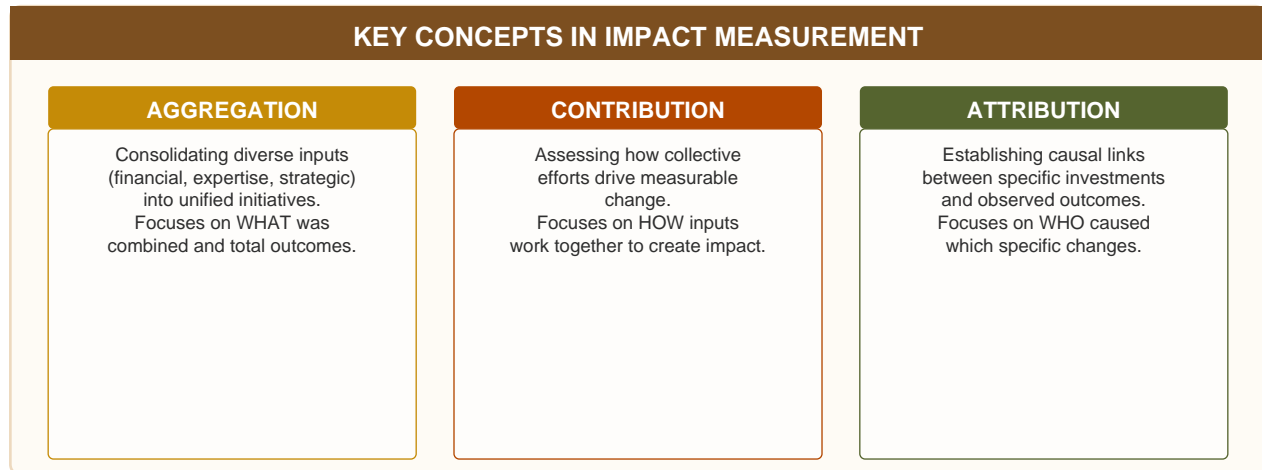 KEY CONCEPTS IN IMPACT MEASUREMENT
AGGREGATION
Consolidating diverse inputs
(financial, expertise, strategic)
into unified initiatives.
Focuses on WHAT was
combined and total outcomes.
CONTRIBUTION
Assessing how collective
efforts drive measurable
change.
Focuses on HOW inputs
work together to create impact.
ATTRIBUTION
Establishing causal links
between specific investments
and observed outcomes.
Focuses on WHO caused
which specific changes.